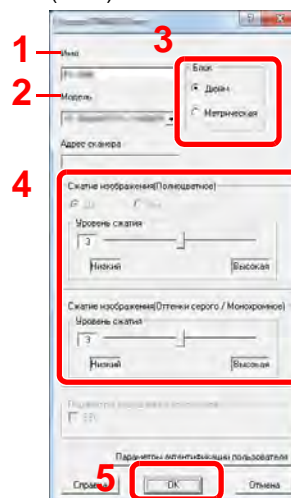 3
1
Имя
Блок
Дюйм
2
Модель
Метрическая
Адрес сканера
4
Сжатие изображения(Полноцветное)
Уровень сжатия
3
Низкий
Высокая
Сжатие изображения(Оттенки серого / Монохромное)
Уровень сжатия
3
Низкий
Высокая
Параметры аутентификации пользователя
5
Справка
OK
Отмена